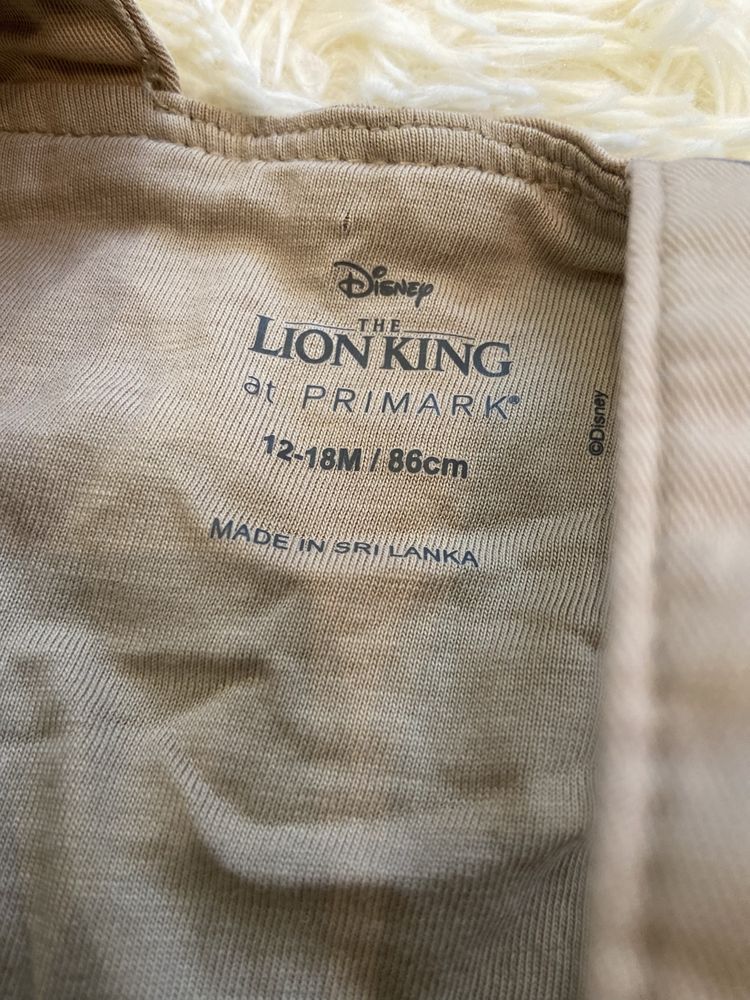 Disney
THE
LION KING
at PRIMARK®
12-18M / 86cm
MADE IN SRI LANKA
©Disney